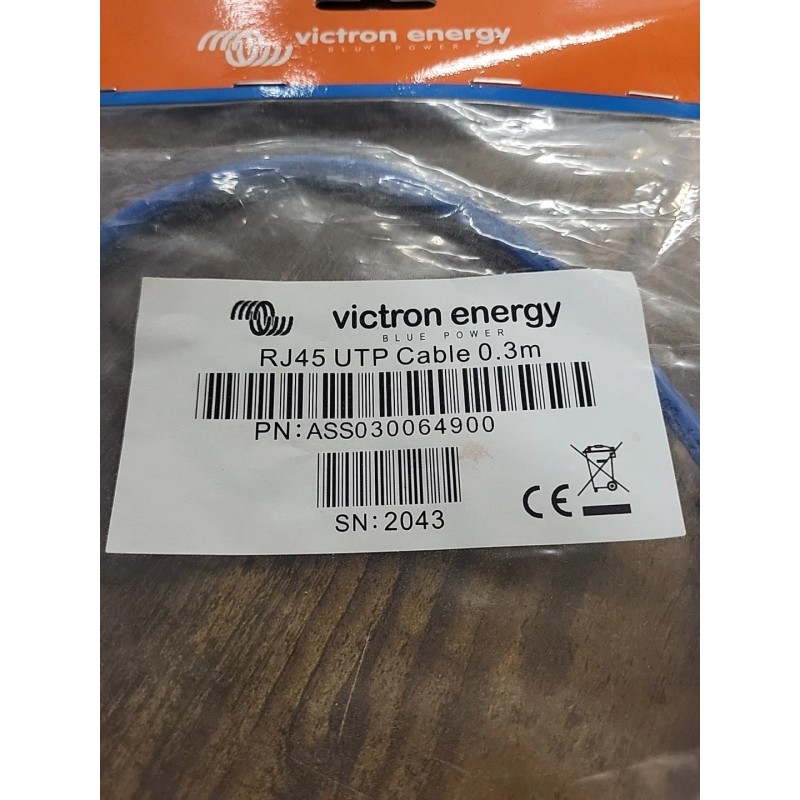 victron energy
BLUE POWER
victron energy
BLUE POWER
RJ45 UTP Cable 0.3m
PN:ASS030064900
SN:2043
CE